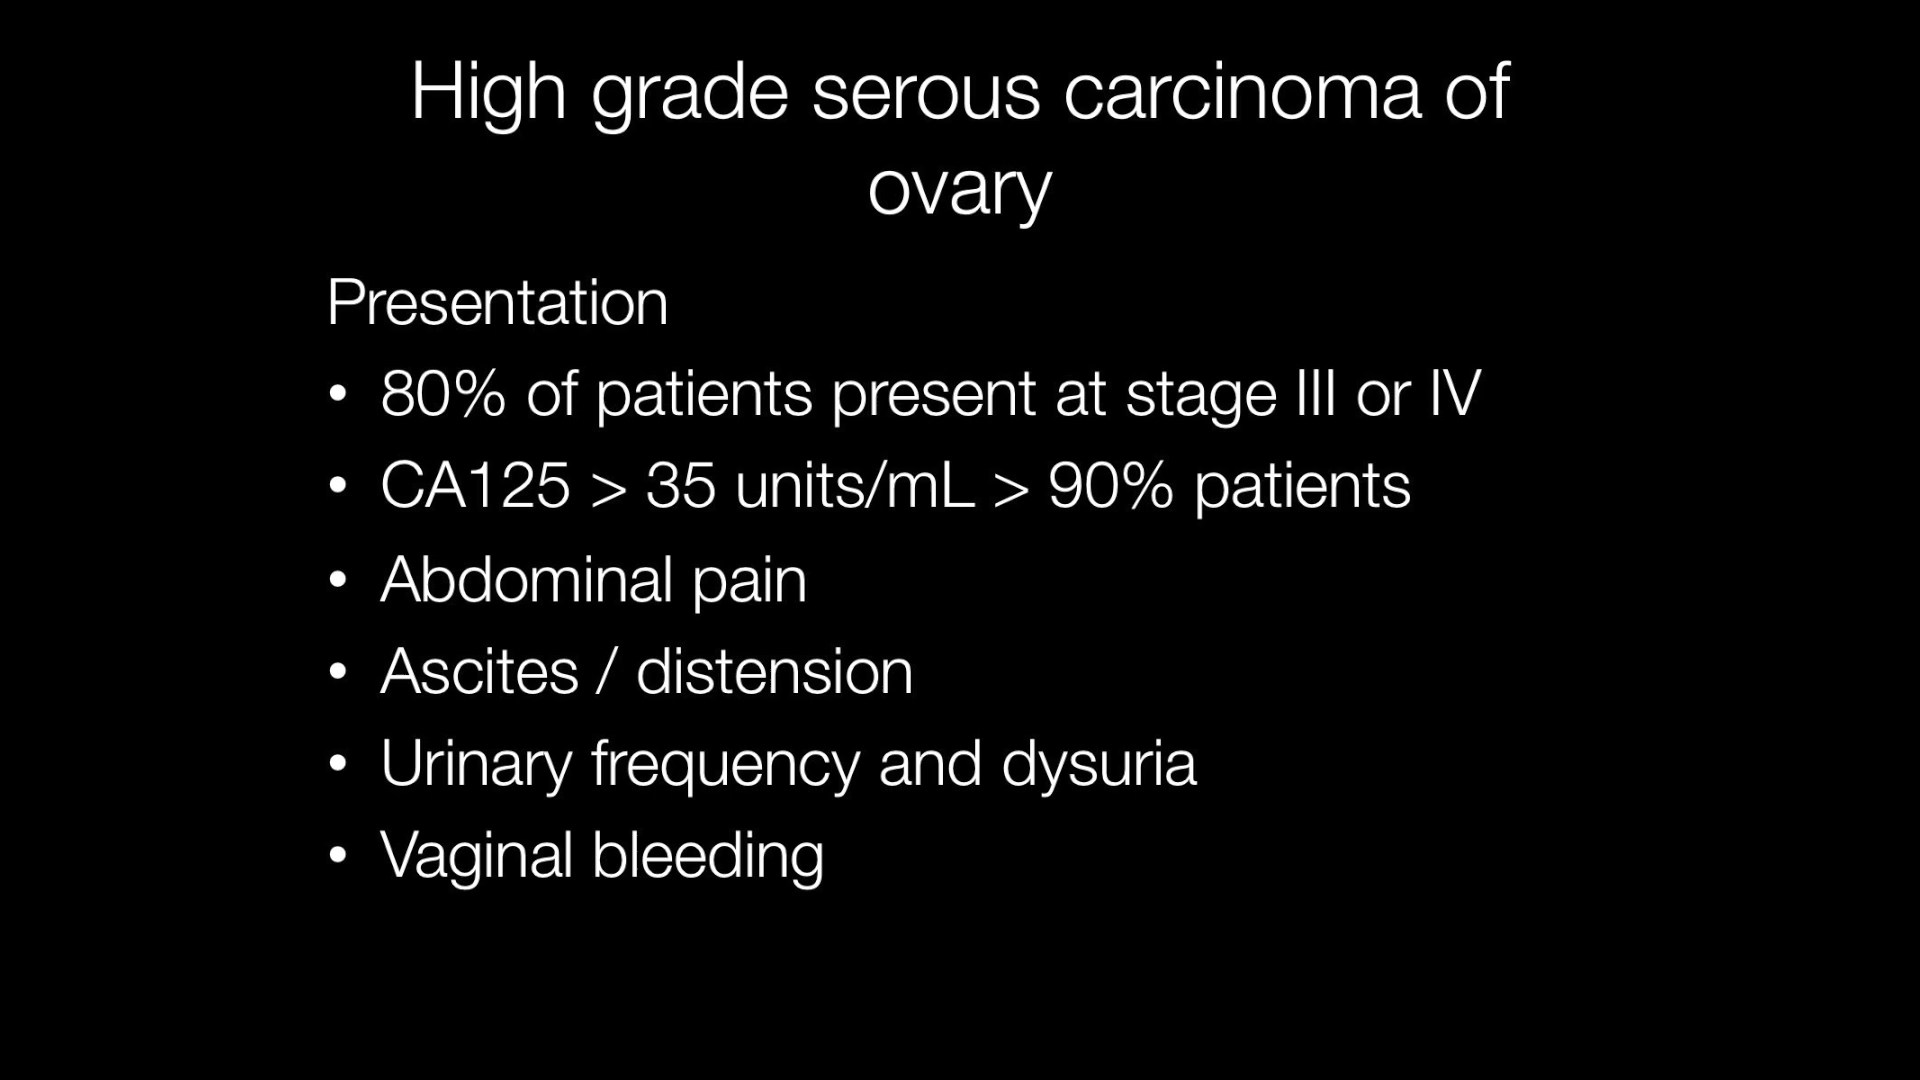 High grade serous carcinoma of
ovary
Presentation
• 80% of patients present at stage III or IV
• CA125 > 35 units/mL > 90% patients
• Abdominal pain
• Ascites / distension
• Urinary frequency and dysuria
• Vaginal bleeding